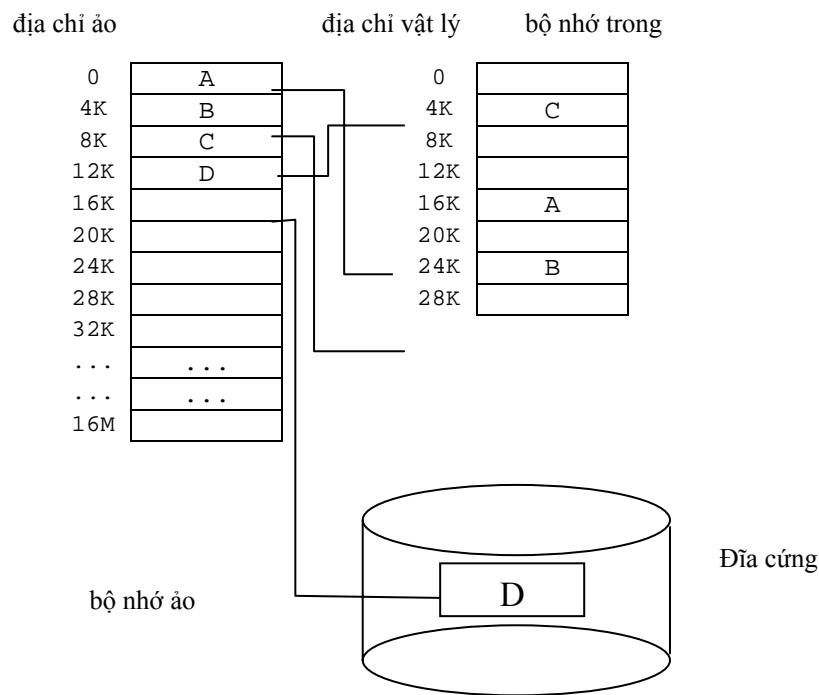 địa chỉ ảo địa chỉ vật lý bộ nhớ trong
0 A 0
4K B 4K C
8K C 8K
12K D 12K
16K 16K A
20K 20K
24K 24K B
28K 28K
32K
... ...
... ...
16M
Đĩa cứng
D
bộ nhớ ảo